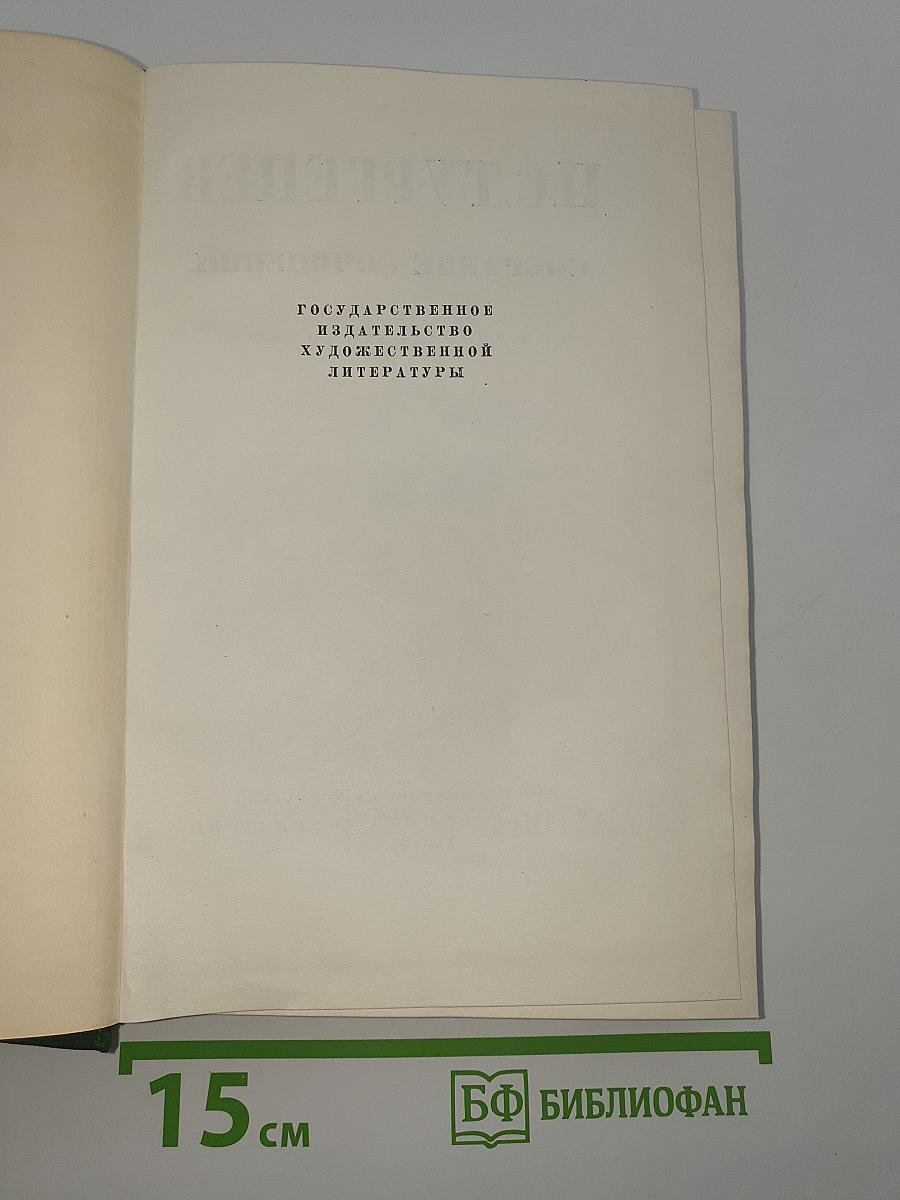 ГОСУДАРСТВЕННОЕ
ИЗДАТЕЛЬСТВО
ХУДОЖЕСТВЕННОЙ
ЛИТЕРАТУРЫ
15 см
БФ БИБЛИОФАН